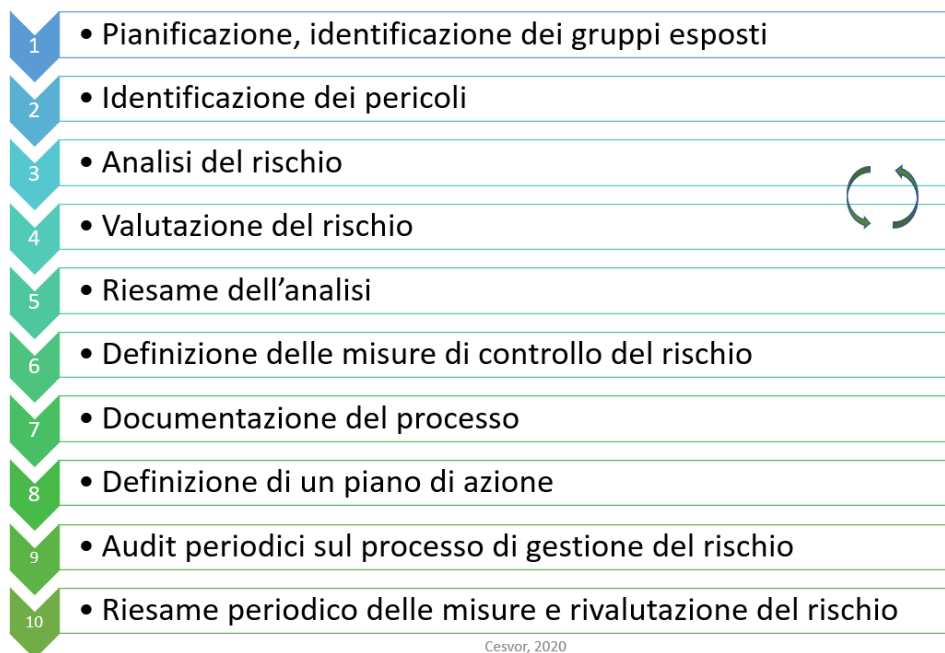 1 • Pianificazione, identificazione dei gruppi esposti
2 • Identificazione dei pericoli
3 • Analisi del rischio
4 • Valutazione del rischio
5 • Riesame dell’analisi
6 • Definizione delle misure di controllo del rischio
7 • Documentazione del processo
8 • Definizione di un piano di azione
9 • Audit periodici sul processo di gestione del rischio
10 • Riesame periodico delle misure e rivalutazione del rischio
Cesvor, 2020